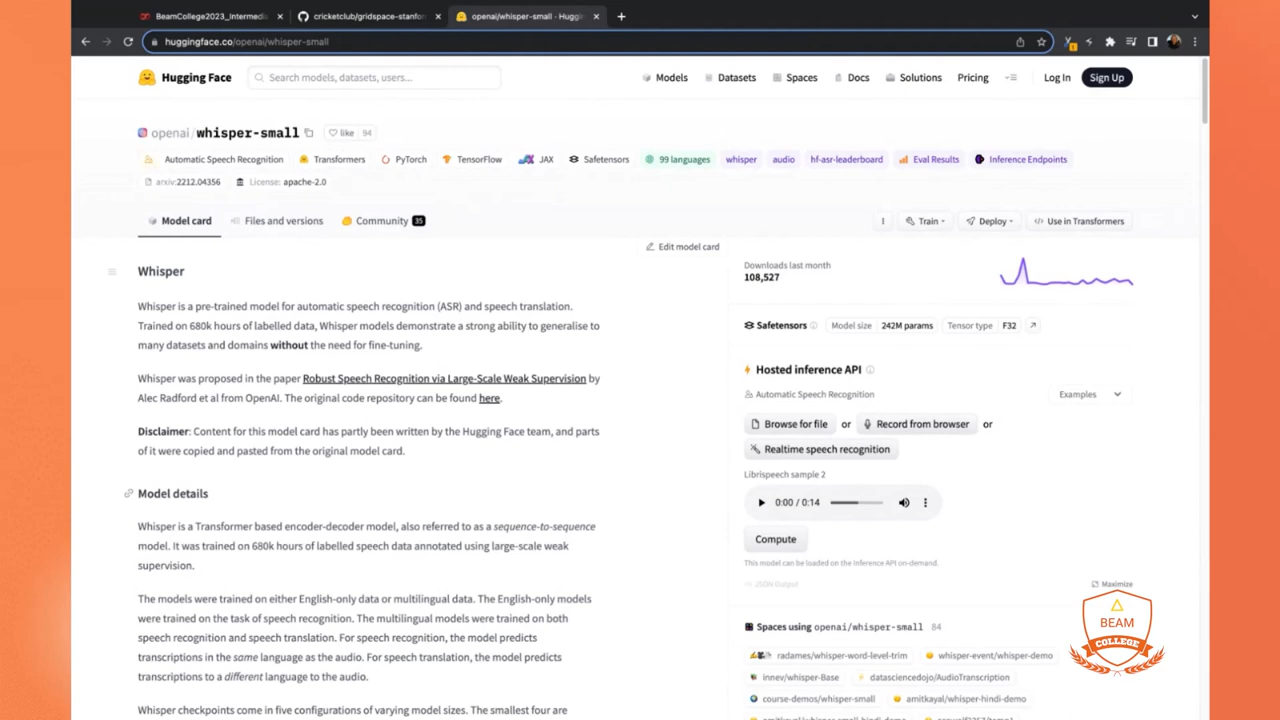 BeamCollege2023_Intermedia
cricketclub/gridspace-stanfor
openai/whisper-small · Huggin
huggingface.co/openai/whisper-small
Hugging Face
Search models, datasets, users...
Models
Datasets
Spaces
Docs
Solutions
Pricing
Log In
Sign Up
openai/whisper-small
like 94
Automatic Speech Recognition
Transformers
PyTorch
TensorFlow
JAX
Safetensors
99 languages
whisper
audio
hf-asr-leaderboard
Eval Results
Inference Endpoints
arxiv:2212.04356
License: apache-2.0
Model card
Files and versions
Community 35
Train
Deploy
Use in Transformers
Edit model card
Whisper
Whisper is a pre-trained model for automatic speech recognition (ASR) and speech translation.
Trained on 680k hours of labelled data, Whisper models demonstrate a strong ability to generalise to
many datasets and domains without the need for fine-tuning.
Whisper was proposed in the paper Robust Speech Recognition via Large-Scale Weak Supervision by
Alec Radford et al from OpenAI. The original code repository can be found here.
Disclaimer: Content for this model card has partly been written by the Hugging Face team, and parts
of it were copied and pasted from the original model card.
Model details
Whisper is a Transformer based encoder-decoder model, also referred to as a sequence-to-sequence
model. It was trained on 680k hours of labelled speech data annotated using large-scale weak
supervision.
The models were trained on either English-only data or multilingual data. The English-only models
were trained on the task of speech recognition. The multilingual models were trained on both
speech recognition and speech translation. For speech recognition, the model predicts
transcriptions in the same language as the audio. For speech translation, the model predicts
transcriptions to a different language to the audio.
Whisper checkpoints come in five configurations of varying model sizes. The smallest four are
Downloads last month
108,527
Safetensors
Model size 242M params
Tensor type F32
Hosted inference API
Automatic Speech Recognition
Examples
Browse for file or Record from browser or
Realtime speech recognition
Librispeech sample 2
0:00 / 0:14
Compute
This model can be loaded on the Inference API on-demand.
JSON Output
Maximize
Spaces using openai/whisper-small 84
radames/whisper-word-level-trim
whisper-event/whisper-demo
innev/whisper-Base
datasciencedojo/AudioTranscription
course-demos/whisper-small
amitkayal/whisper-hindi-demo
BEAM
COLLEGE